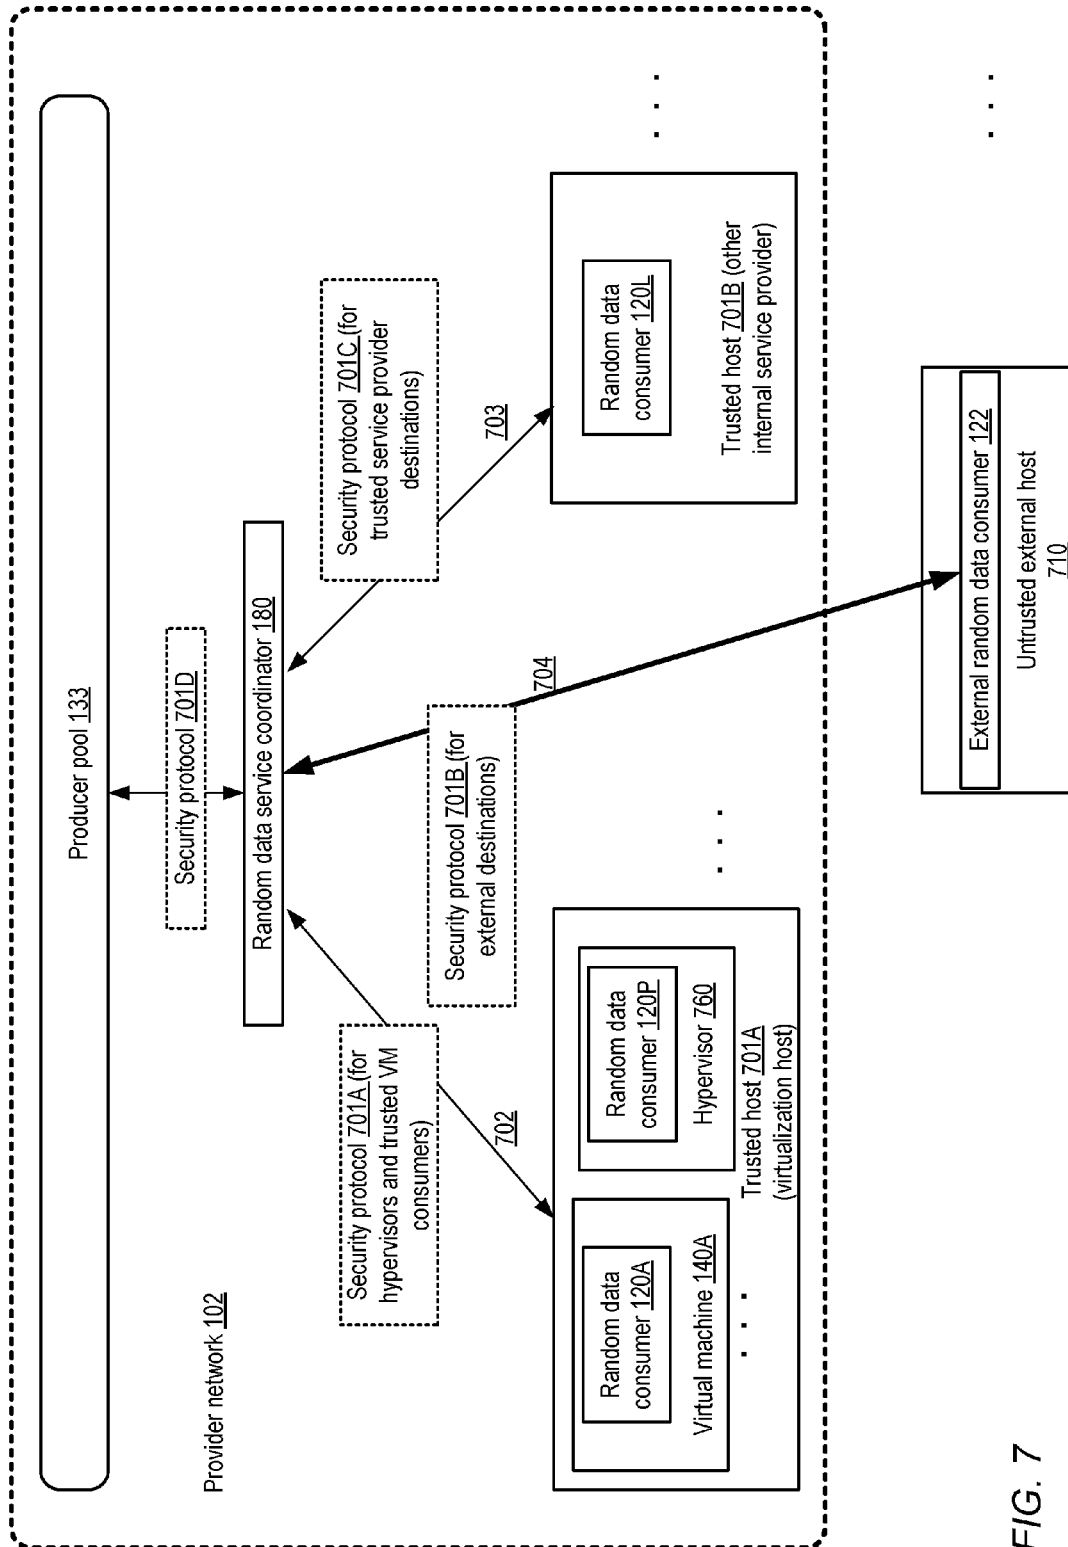 Producer pool 133
Security protocol 701D
Provider network 102
Random data service coordinator 180
Security protocol 701A (for
hypervisors and trusted VM
consumers)
702
Security protocol 701B (for
external destinations)
704
Security protocol 701C (for
trusted service provider
destinations)
703
Random data
consumer 120A
Virtual machine 140A
. . .
Random data
consumer 120P
Hypervisor 760
Trusted host 701A
(virtualization host)
. . .
Random data
consumer 120L
Trusted host 701B (other
internal service provider)
. . .
External random data consumer 122
Untrusted external host
710
. . .
FIG. 7